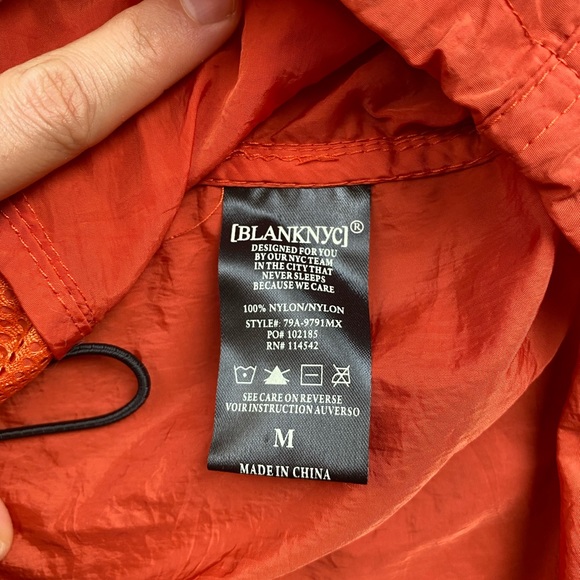 [BLANKNYC]®
DESIGNED FOR YOU
BY OUR NYC TEAM
IN THE CITY THAT
NEVER SLEEPS
BECAUSE WE CARE
100% NYLON/NYLON
STYLE#: 79A-9791MX
PO# 102185
RN# 114542
SEE CARE ON REVERSE
VOIR INSTRUCTION AUVERSO
M
MADE IN CHINA